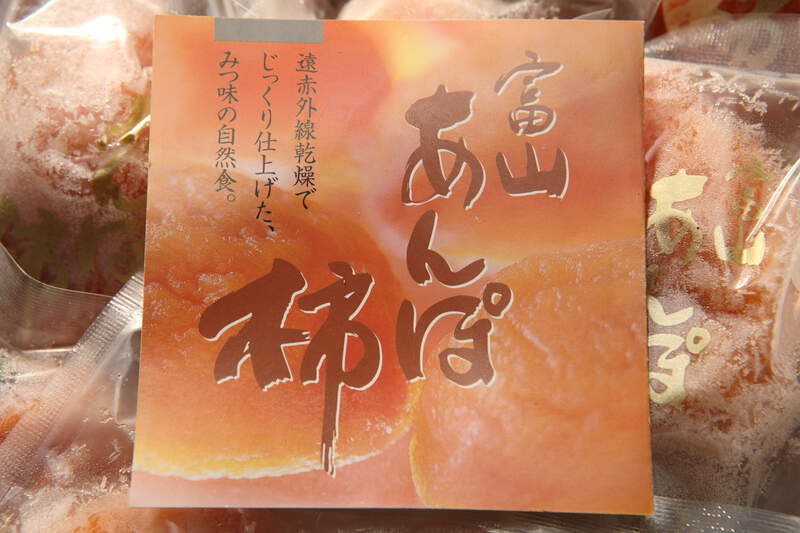 富山
あんぽ
柿
遠赤外線乾燥で
じっくり仕上げた、
みつ味の自然食。
富山
あんぽ